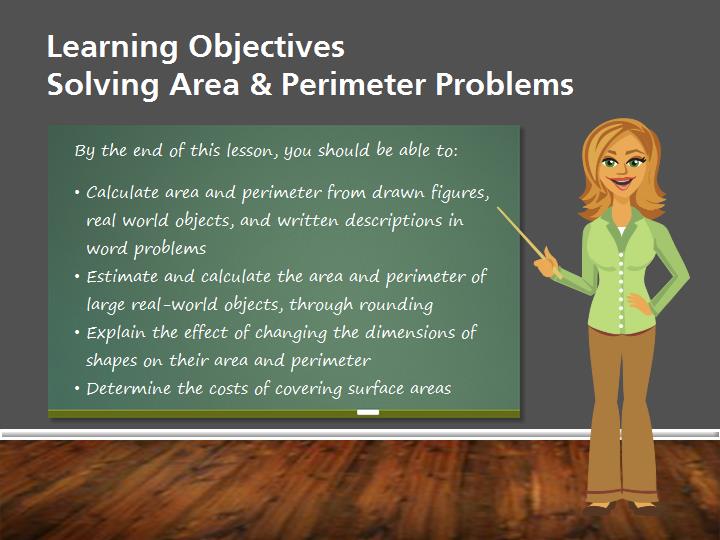 Learning Objectives
Solving Area & Perimeter Problems
By the end of this lesson, you should be able to:
• Calculate area and perimeter from drawn figures,
real world objects, and written descriptions in
word problems
• Estimate and calculate the area and perimeter of
large real-world objects, through rounding
• Explain the effect of changing the dimensions of
shapes on their area and perimeter
• Determine the costs of covering surface areas